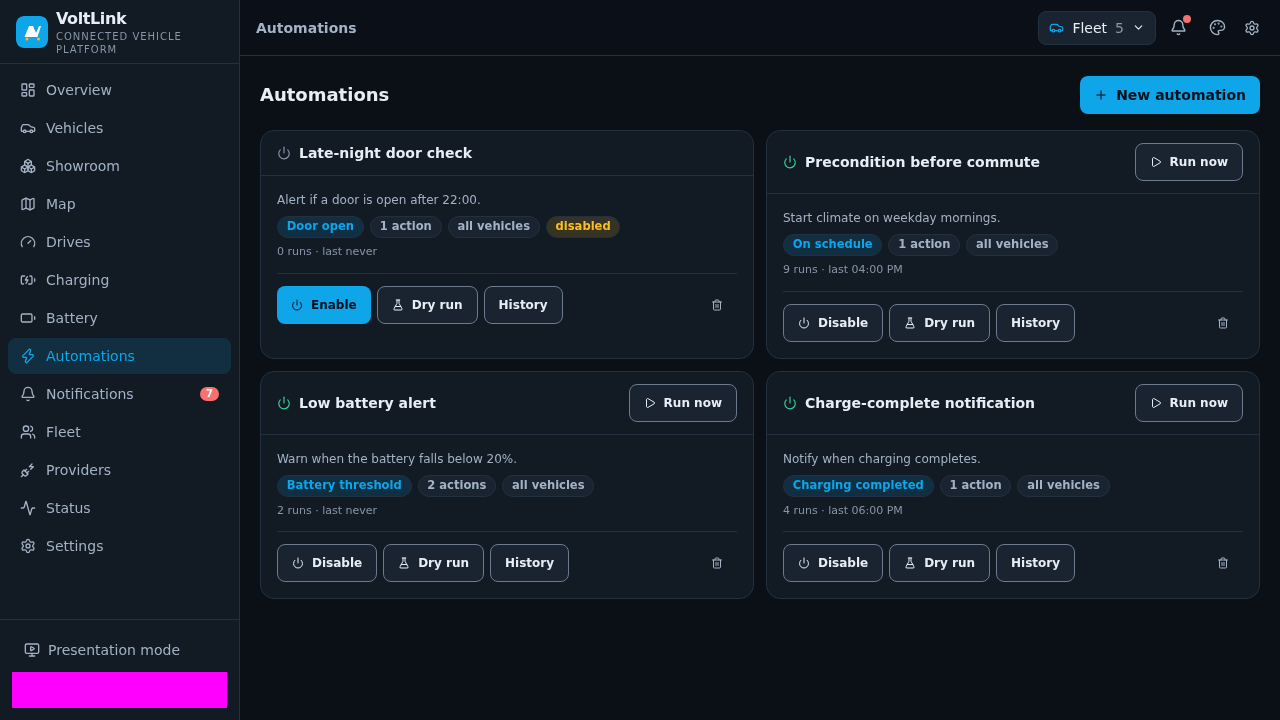 VoltLink
CONNECTED VEHICLE
PLATFORM
Overview
Vehicles
Showroom
Map
Drives
Charging
Battery
Automations
Notifications 7
Fleet
Providers
Status
Settings
Presentation mode
Automations
Fleet 5
Automations
New automation
Late-night door check
Alert if a door is open after 22:00.
Door open 1 action all vehicles disabled
0 runs · last never
Enable Dry run History
Precondition before commute Run now
Start climate on weekday mornings.
On schedule 1 action all vehicles
9 runs · last 04:00 PM
Disable Dry run History
Low battery alert Run now
Warn when the battery falls below 20%.
Battery threshold 2 actions all vehicles
2 runs · last never
Disable Dry run History
Charge-complete notification Run now
Notify when charging completes.
Charging completed 1 action all vehicles
4 runs · last 06:00 PM
Disable Dry run History